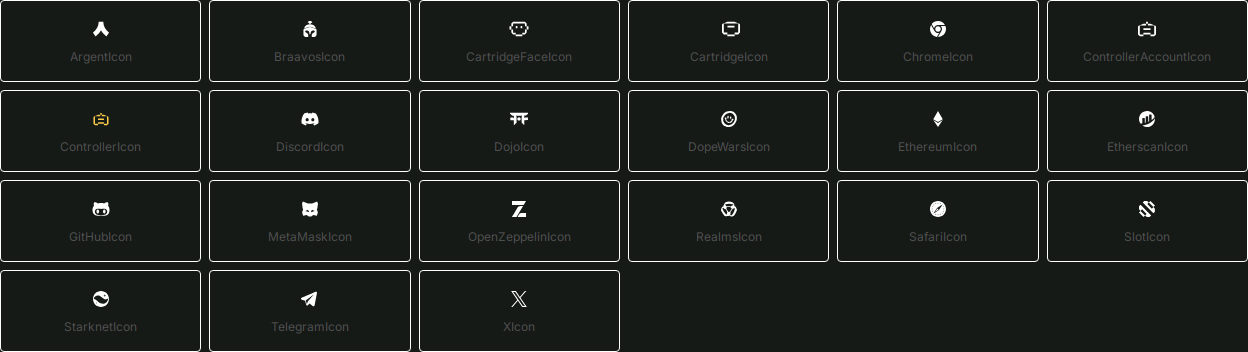 ArgentIcon
BraavosIcon
CartridgeFaceIcon
CartridgeIcon
ChromeIcon
ControllerAccountIcon
ControllerIcon
DiscordIcon
DojoIcon
DopeWarsIcon
EthereumIcon
EtherscanIcon
GitHubIcon
MetaMaskIcon
OpenZeppelinIcon
RealmsIcon
SafariIcon
SlotIcon
StarknetIcon
TelegramIcon
XIcon